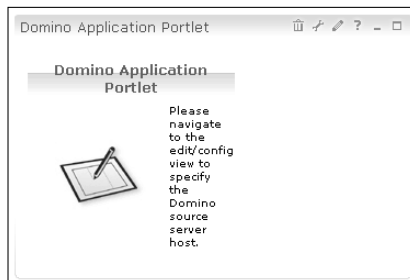 Domino Application Portlet
Domino Application
Portlet
Please
navigate
to the
edit/config
view to
specify
the
Domino
source
server
host.